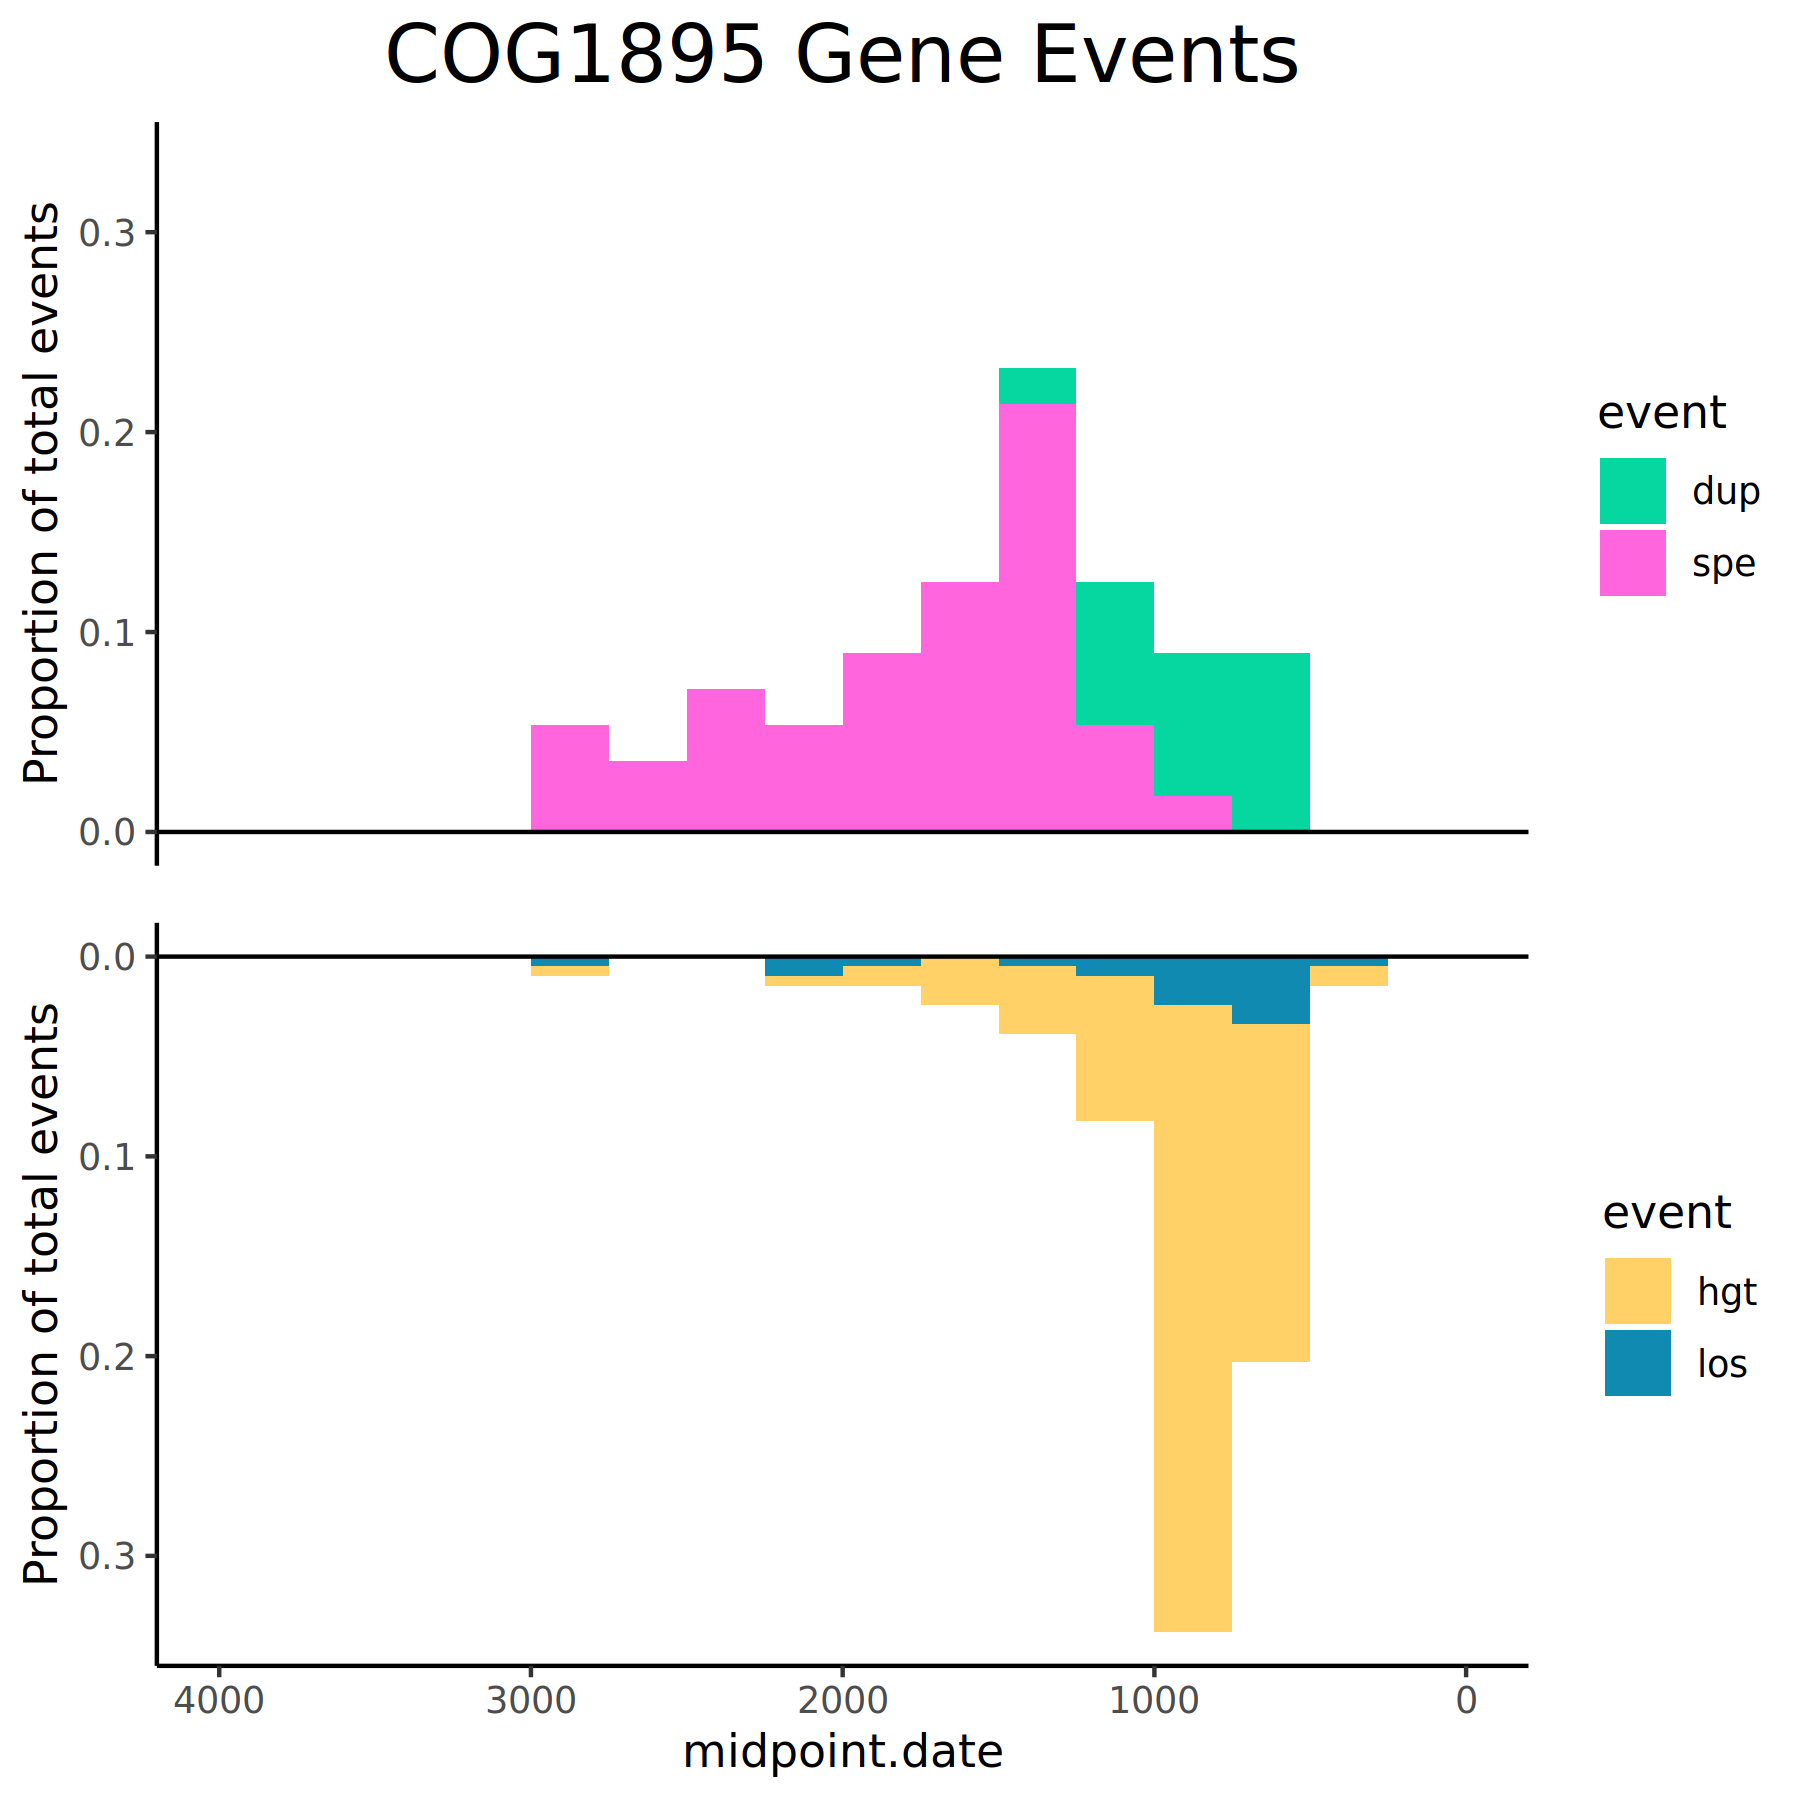 COG1895 Gene Events
Proportion of total events
0.3
0.2
0.1
0.0
event
dup
spe
Proportion of total events
0.0
0.1
0.2
0.3
event
hgt
los
4000 3000 2000 1000 0
midpoint.date